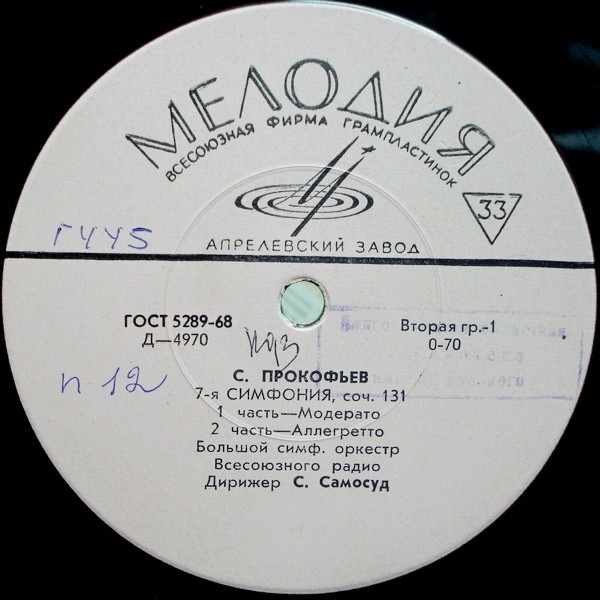 МЕЛОДИЯ
ВСЕСОЮЗНАЯ ФИРМА ГРАМПЛАСТИНОК
33
АПРЕЛЕВСКИЙ ЗАВОД
ГОСТ 5289-68
Д—4970
Вторая гр.-1
0-70
п 12
С. ПРОКОФЬЕВ
7-я СИМФОНИЯ, соч. 131
1 часть—Модерато
2 часть—Аллегретто
Большой симф. оркестр
Всесоюзного радио
Дирижер С. Самосуд